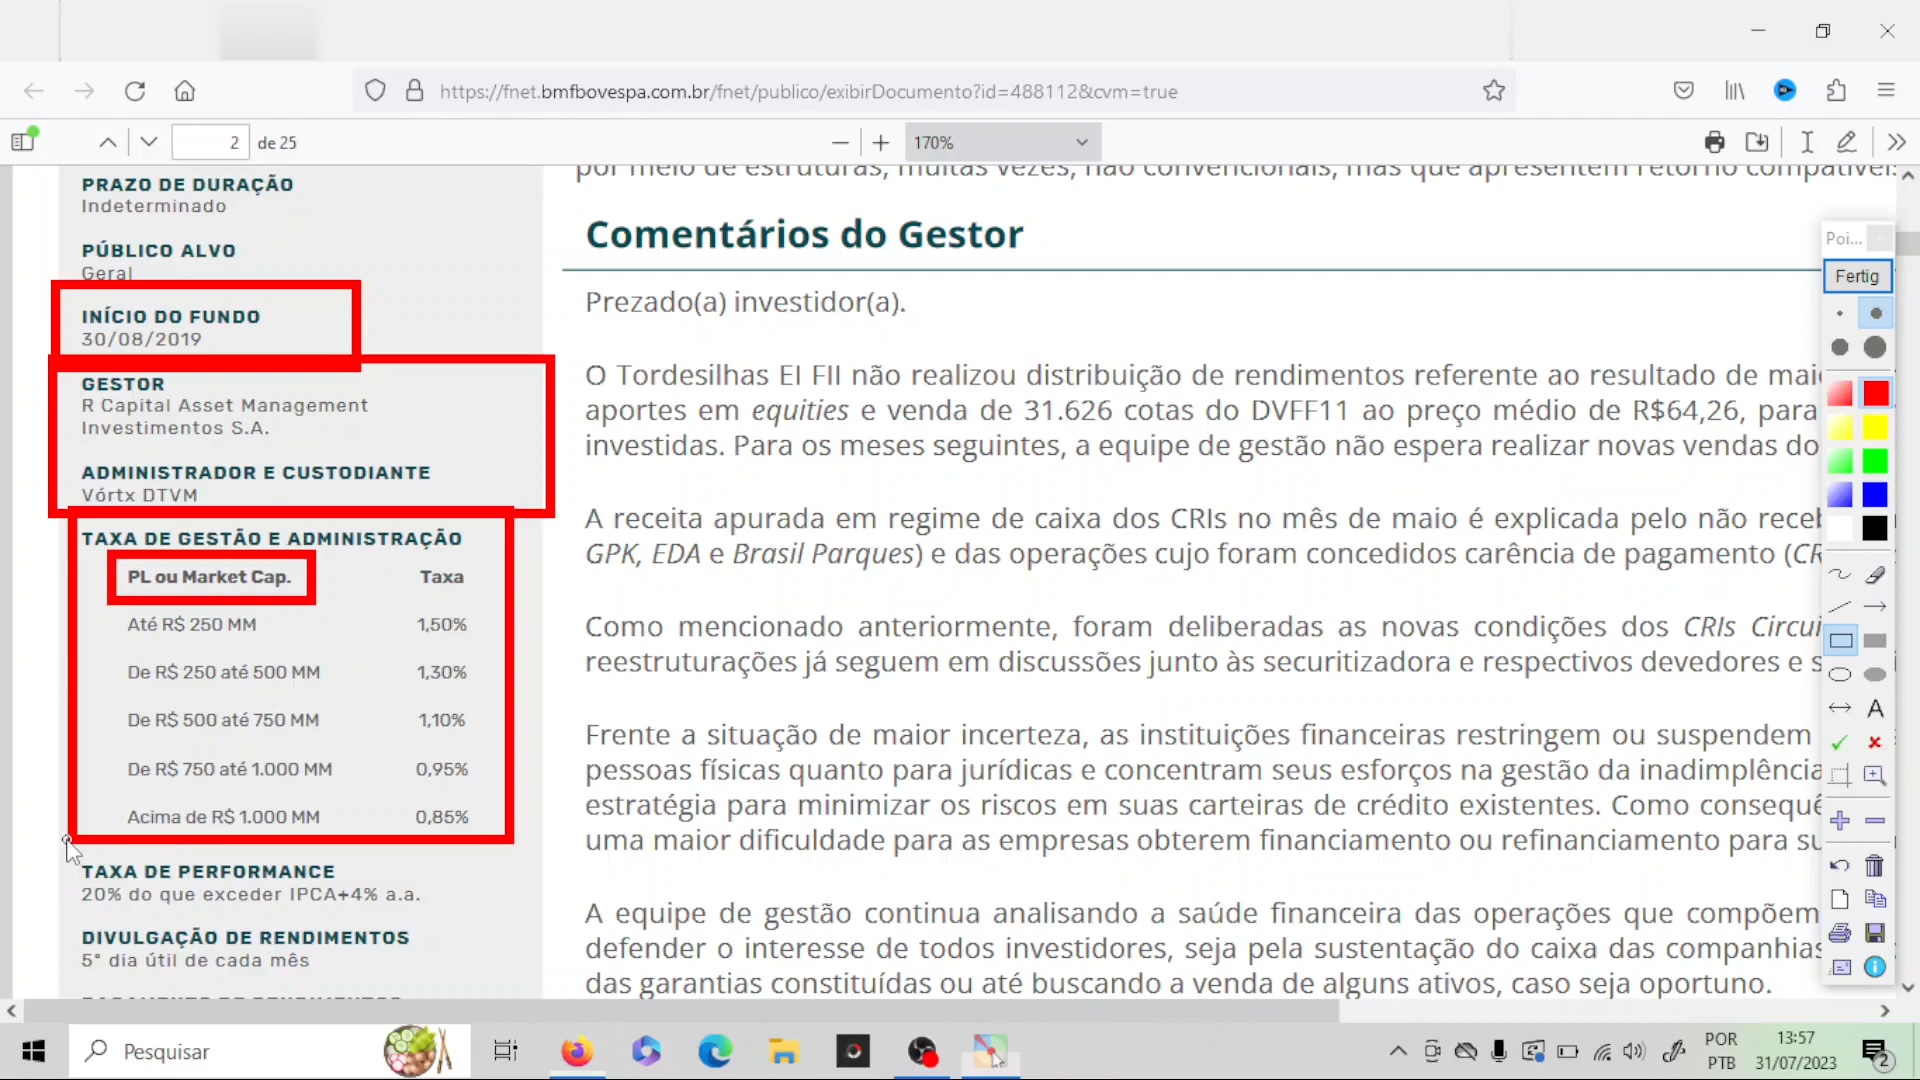 https://fnet.bmfbovespa.com.br/fnet/publico/exibirDocumento?id=488112&cvm=true
2 de 25
170%
PRAZO DE DURAÇÃO
Indeterminado
PÚBLICO ALVO
Geral
INÍCIO DO FUNDO
30/08/2019
GESTOR
R Capital Asset Management
Investimentos S.A.
ADMINISTRADOR E CUSTODIANTE
Vórtx DTVM
TAXA DE GESTÃO E ADMINISTRAÇÃO
PL ou Market Cap. Taxa
Até R$ 250 MM 1,50%
De R$ 250 até 500 MM 1,30%
De R$ 500 até 750 MM 1,10%
De R$ 750 até 1.000 MM 0,95%
Acima de R$ 1.000 MM 0,85%
TAXA DE PERFORMANCE
20% do que exceder IPCA+4% a.a.
DIVULGAÇÃO DE RENDIMENTOS
5° dia útil de cada mês
por meio de estruturas, muitas vezes, não convencionais, mas que apresentem retorno compatível
Comentários do Gestor
Prezado(a) investidor(a).
O Tordesilhas EI FII não realizou distribuição de rendimentos referente ao resultado de mai
aportes em equities e venda de 31.626 cotas do DVFF11 ao preço médio de R$64,26, para
investidas. Para os meses seguintes, a equipe de gestão não espera realizar novas vendas do
A receita apurada em regime de caixa dos CRIs no mês de maio é explicada pelo não rece
GPK, EDA e Brasil Parques) e das operações cujo foram concedidos carência de pagamento (CR
Como mencionado anteriormente, foram deliberadas as novas condições dos CRIs Circui
reestruturações já seguem em discussões junto às securitizadora e respectivos devedores e s
Frente a situação de maior incerteza, as instituições financeiras restringem ou suspendem
pessoas físicas quanto para jurídicas e concentram seus esforços na gestão da inadimplência
estratégia para minimizar os riscos em suas carteiras de crédito existentes. Como consequê
uma maior dificuldade para as empresas obterem financiamento ou refinanciamento para su
A equipe de gestão continua analisando a saúde financeira das operações que compõem
defender o interesse de todos investidores, seja pela sustentação do caixa das companhias
das garantias constituídas ou até buscando a venda de alguns ativos, caso seja oportuno.
Poi...
Fertig
A
Pesquisar
POR
PTB
13:57
31/07/2023
2